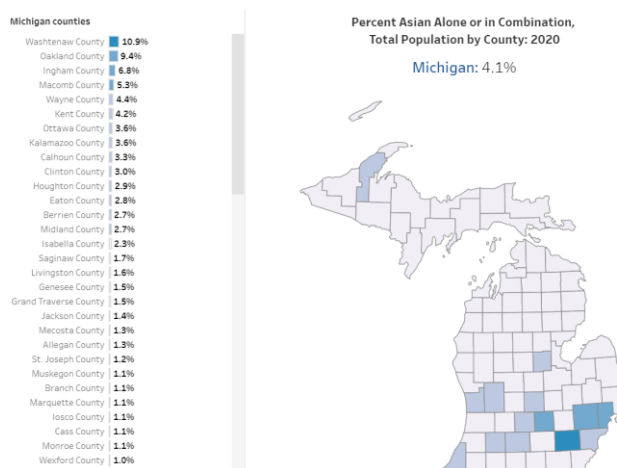 Michigan counties
Washtenaw County 10.9%
Oakland County 9.4%
Ingham County 6.8%
Macomb County 5.3%
Wayne County 4.4%
Kent County 4.2%
Ottawa County 3.6%
Kalamazoo County 3.6%
Calhoun County 3.3%
Clinton County 3.0%
Houghton County 2.9%
Eaton County 2.8%
Berrien County 2.7%
Midland County 2.7%
Isabella County 2.3%
Saginaw County 1.7%
Livingston County 1.6%
Genesee County 1.5%
Grand Traverse County 1.5%
Jackson County 1.4%
Mecosta County 1.3%
Allegan County 1.3%
St. Joseph County 1.2%
Muskegon County 1.1%
Branch County 1.1%
Marquette County 1.1%
Iosco County 1.1%
Cass County 1.1%
Monroe County 1.1%
Wexford County 1.0%
Percent Asian Alone or in Combination,
Total Population by County: 2020
Michigan: 4.1%